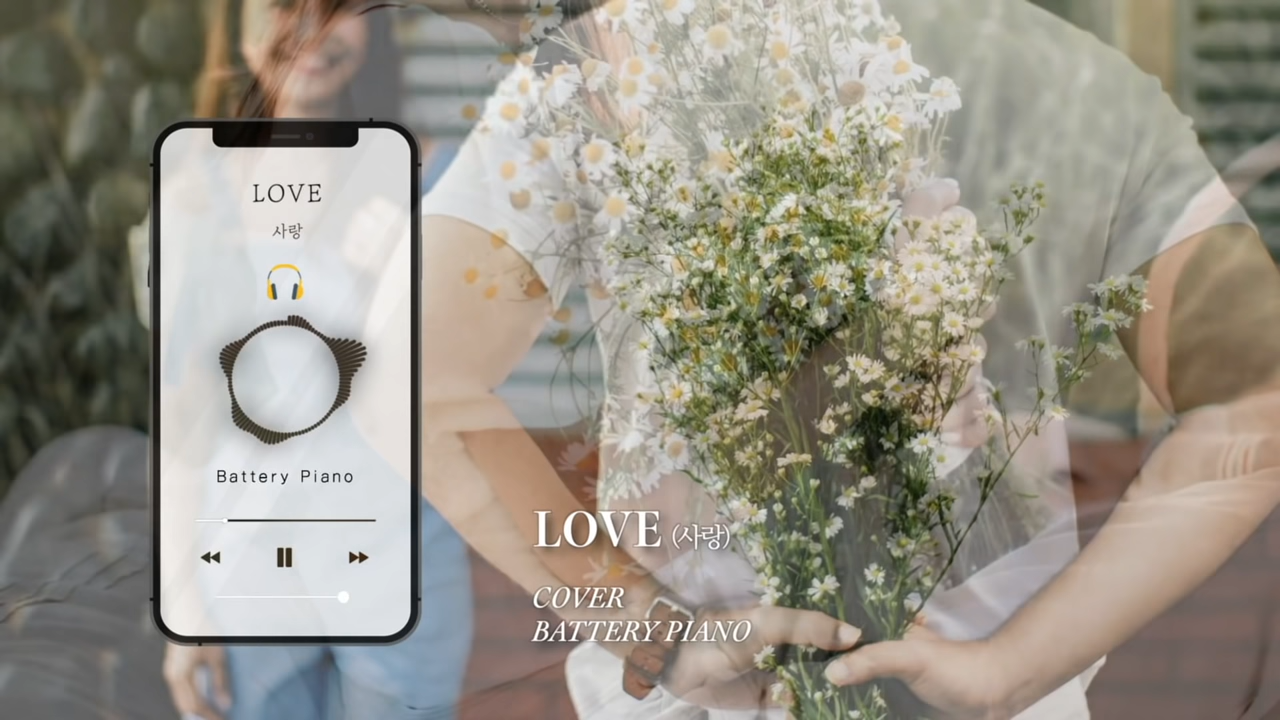 LOVE
사랑
Battery Piano
LOVE (사랑)
COVER
BATTERY PIANO